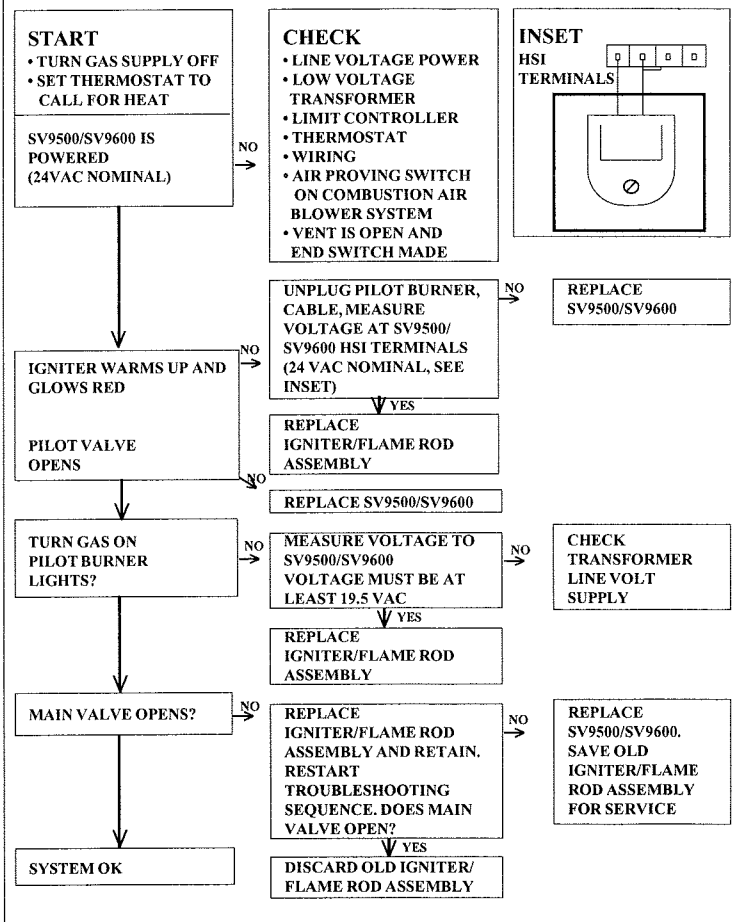 START
• TURN GAS SUPPLY OFF
• SET THERMOSTAT TO
CALL FOR HEAT
SV9500/SV9600 IS
POWERED
(24VAC NOMINAL)
NO
CHECK
• LINE VOLTAGE POWER
• LOW VOLTAGE
TRANSFORMER
• LIMIT CONTROLLER
• THERMOSTAT
• WIRING
• AIR PROVING SWITCH
ON COMBUSTION AIR
BLOWER SYSTEM
• VENT IS OPEN AND
END SWITCH MADE
INSET
HSI
TERMINALS
IGNITER WARMS UP AND
GLOWS RED
PILOT VALVE
OPENS
NO
UNPLUG PILOT BURNER,
CABLE, MEASURE
VOLTAGE AT SV9500/
SV9600 HSI TERMINALS
(24 VAC NOMINAL, SEE
INSET)
NO
REPLACE
SV9500/SV9600
YES
REPLACE
IGNITER/FLAME ROD
ASSEMBLY
NO
REPLACE SV9500/SV9600
TURN GAS ON
PILOT BURNER
LIGHTS?
NO
MEASURE VOLTAGE TO
SV9500/SV9600
VOLTAGE MUST BE AT
LEAST 19.5 VAC
NO
CHECK
TRANSFORMER
LINE VOLT
SUPPLY
YES
REPLACE
IGNITER/FLAME ROD
ASSEMBLY
MAIN VALVE OPENS?
NO
REPLACE
IGNITER/FLAME ROD
ASSEMBLY AND RETAIN.
RESTART
TROUBLESHOOTING
SEQUENCE. DOES MAIN
VALVE OPEN?
NO
REPLACE
SV9500/SV9600.
SAVE OLD
IGNITER/FLAME
ROD ASSEMBLY
FOR SERVICE
YES
DISCARD OLD IGNITER/
FLAME ROD ASSEMBLY
SYSTEM OK